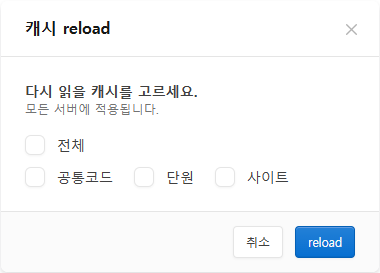 캐시 reload
다시 읽을 캐시를 고르세요.
모든 서버에 적용됩니다.
전체
공통코드 단원 사이트
취소 reload